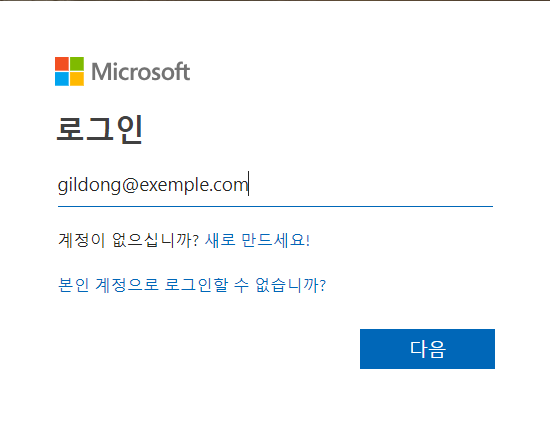 Microsoft
로그인
gildong@exemple.com
계정이 없으십니까? 새로 만드세요!
본인 계정으로 로그인할 수 없습니까?
다음